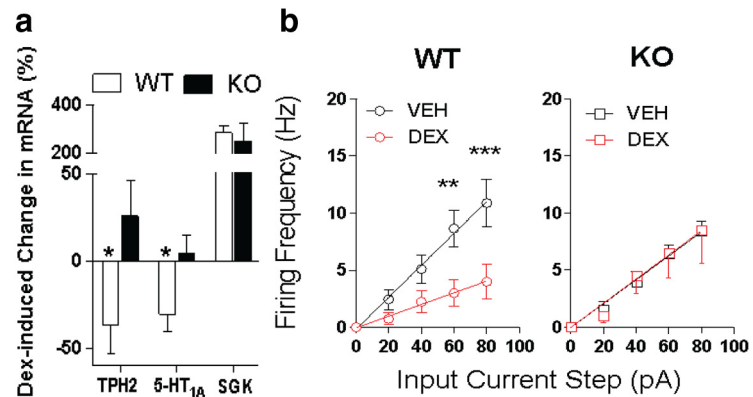 a
Dex-induced Change in mRNA (%)
WT KO
400
200
50
0
-50
* *
TPH2 5-HT1A SGK
b
WT
Firing Frequency (Hz)
20
15
10
5
0
VEH
DEX
** ***
0 20 40 60 80 100
KO
20
15
10
5
0
VEH
DEX
0 20 40 60 80 100
Input Current Step (pA)